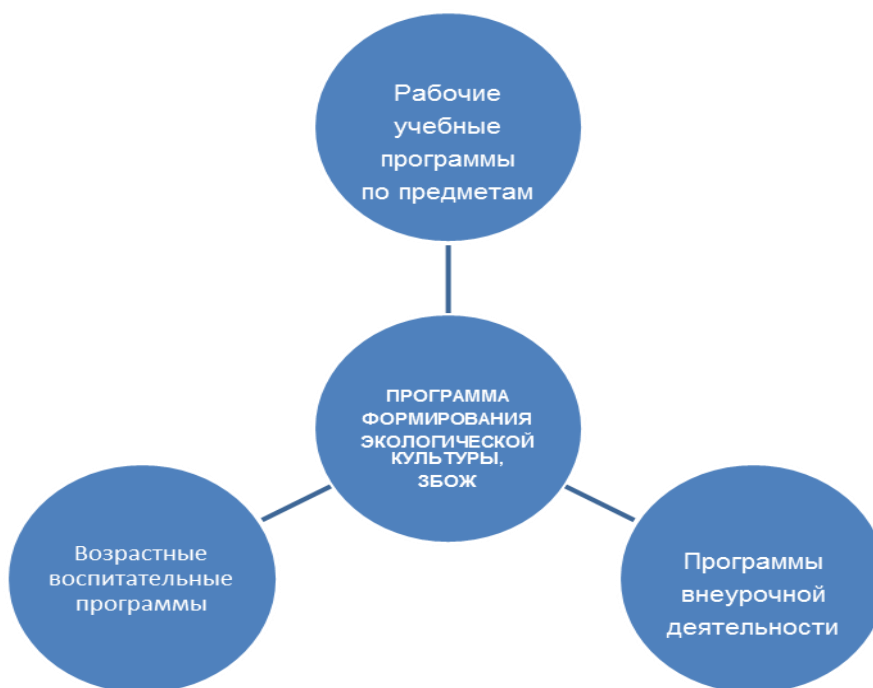 Рабочие
учебные
программы
по предметам
ПРОГРАММА
ФОРМИРОВАНИЯ
ЭКОЛОГИЧЕСКОЙ
КУЛЬТУРЫ,
ЗБОЖ
Возрастные
воспитательные
программы
Программы
внеурочной
деятельности